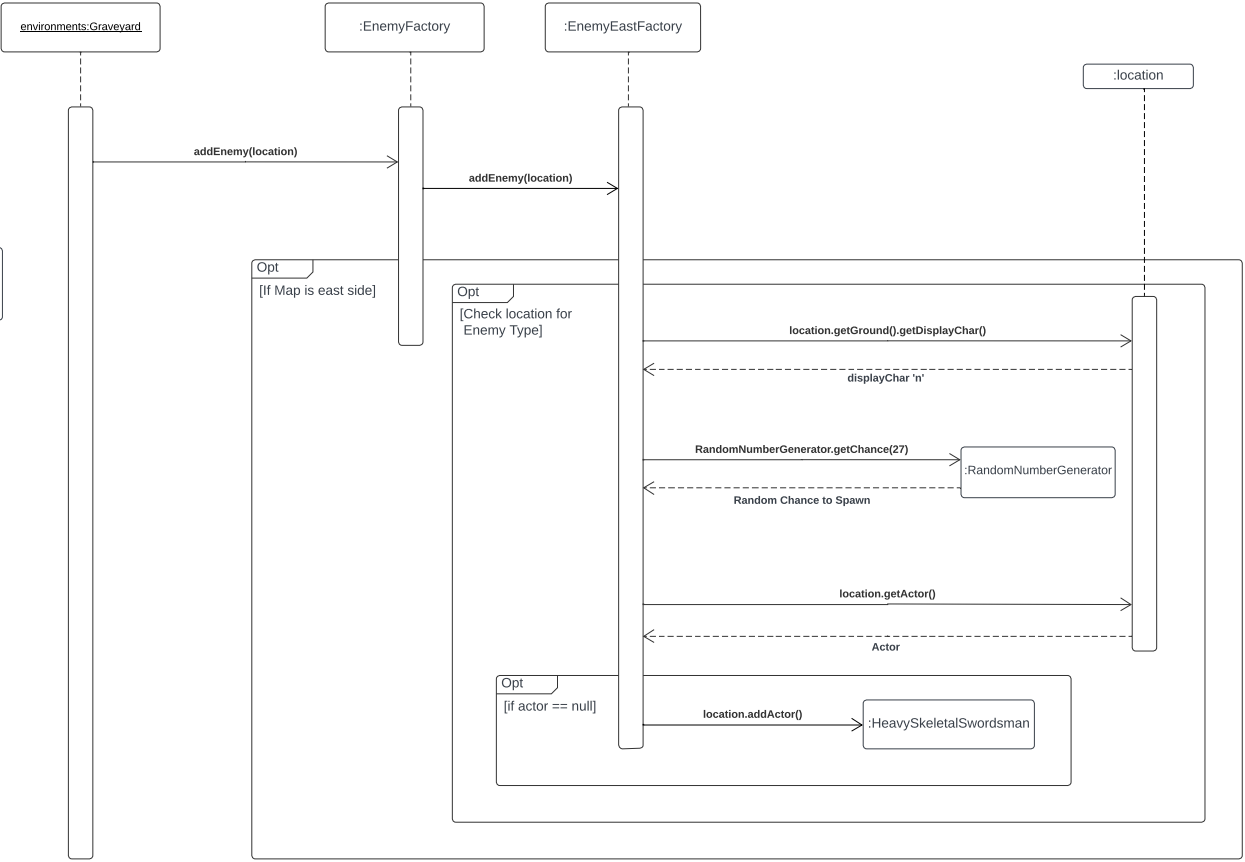 environments:Graveyard
:EnemyFactory
:EnemyEastFactory
:location
addEnemy(location)
addEnemy(location)
Opt
[If Map is east side]
Opt
[Check location for
Enemy Type]
location.getGround().getDisplayChar()
displayChar 'n'
RandomNumberGenerator.getChance(27)
:RandomNumberGenerator
Random Chance to Spawn
location.getActor()
Actor
Opt
[if actor == null]
location.addActor()
:HeavySkeletalSwordsman